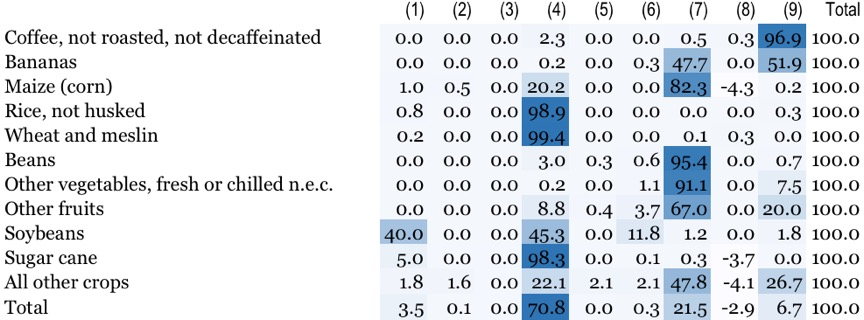 (1) (2) (3) (4) (5) (6) (7) (8) (9) Total
Coffee, not roasted, not decaffeinated 0.0 0.0 0.0 2.3 0.0 0.0 0.5 0.3 96.9 100.0
Bananas 0.0 0.0 0.0 0.2 0.0 0.3 47.7 0.0 51.9 100.0
Maize (corn) 1.0 0.5 0.0 20.2 0.0 0.0 82.3 -4.3 0.2 100.0
Rice, not husked 0.8 0.0 0.0 98.9 0.0 0.0 0.0 0.0 0.3 100.0
Wheat and meslin 0.2 0.0 0.0 99.4 0.0 0.0 0.1 0.3 0.0 100.0
Beans 0.0 0.0 0.0 3.0 0.3 0.6 95.4 0.0 0.7 100.0
Other vegetables, fresh or chilled n.e.c. 0.0 0.0 0.0 0.2 0.0 1.1 91.1 0.0 7.5 100.0
Other fruits 0.0 0.0 0.0 8.8 0.4 3.7 67.0 0.0 20.0 100.0
Soybeans 40.0 0.0 0.0 45.3 0.0 11.8 1.2 0.0 1.8 100.0
Sugar cane 5.0 0.0 0.0 98.3 0.0 0.1 0.3 -3.7 0.0 100.0
All other crops 1.8 1.6 0.0 22.1 2.1 2.1 47.8 -4.1 26.7 100.0
Total 3.5 0.1 0.0 70.8 0.0 0.3 21.5 -2.9 6.7 100.0